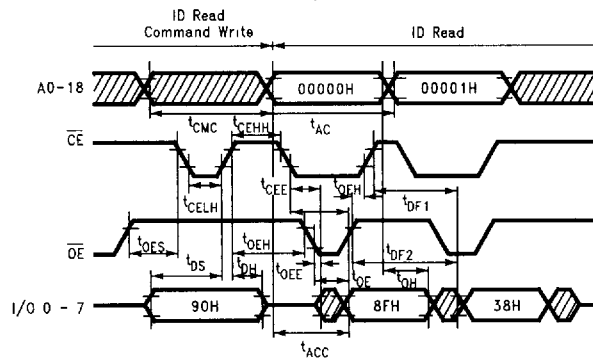 ID Read
Command Write
ID Read
A0-18
00000H
00001H
tCMC
tCEHH
tAC
CE
tCEE
tOEH
tCELH
tDF1
OE
tOES
tOEH
tDF2
tDS
tDH
tOEE
tOE
tOH
I/O 0 - 7
90H
8FH
38H
tACC